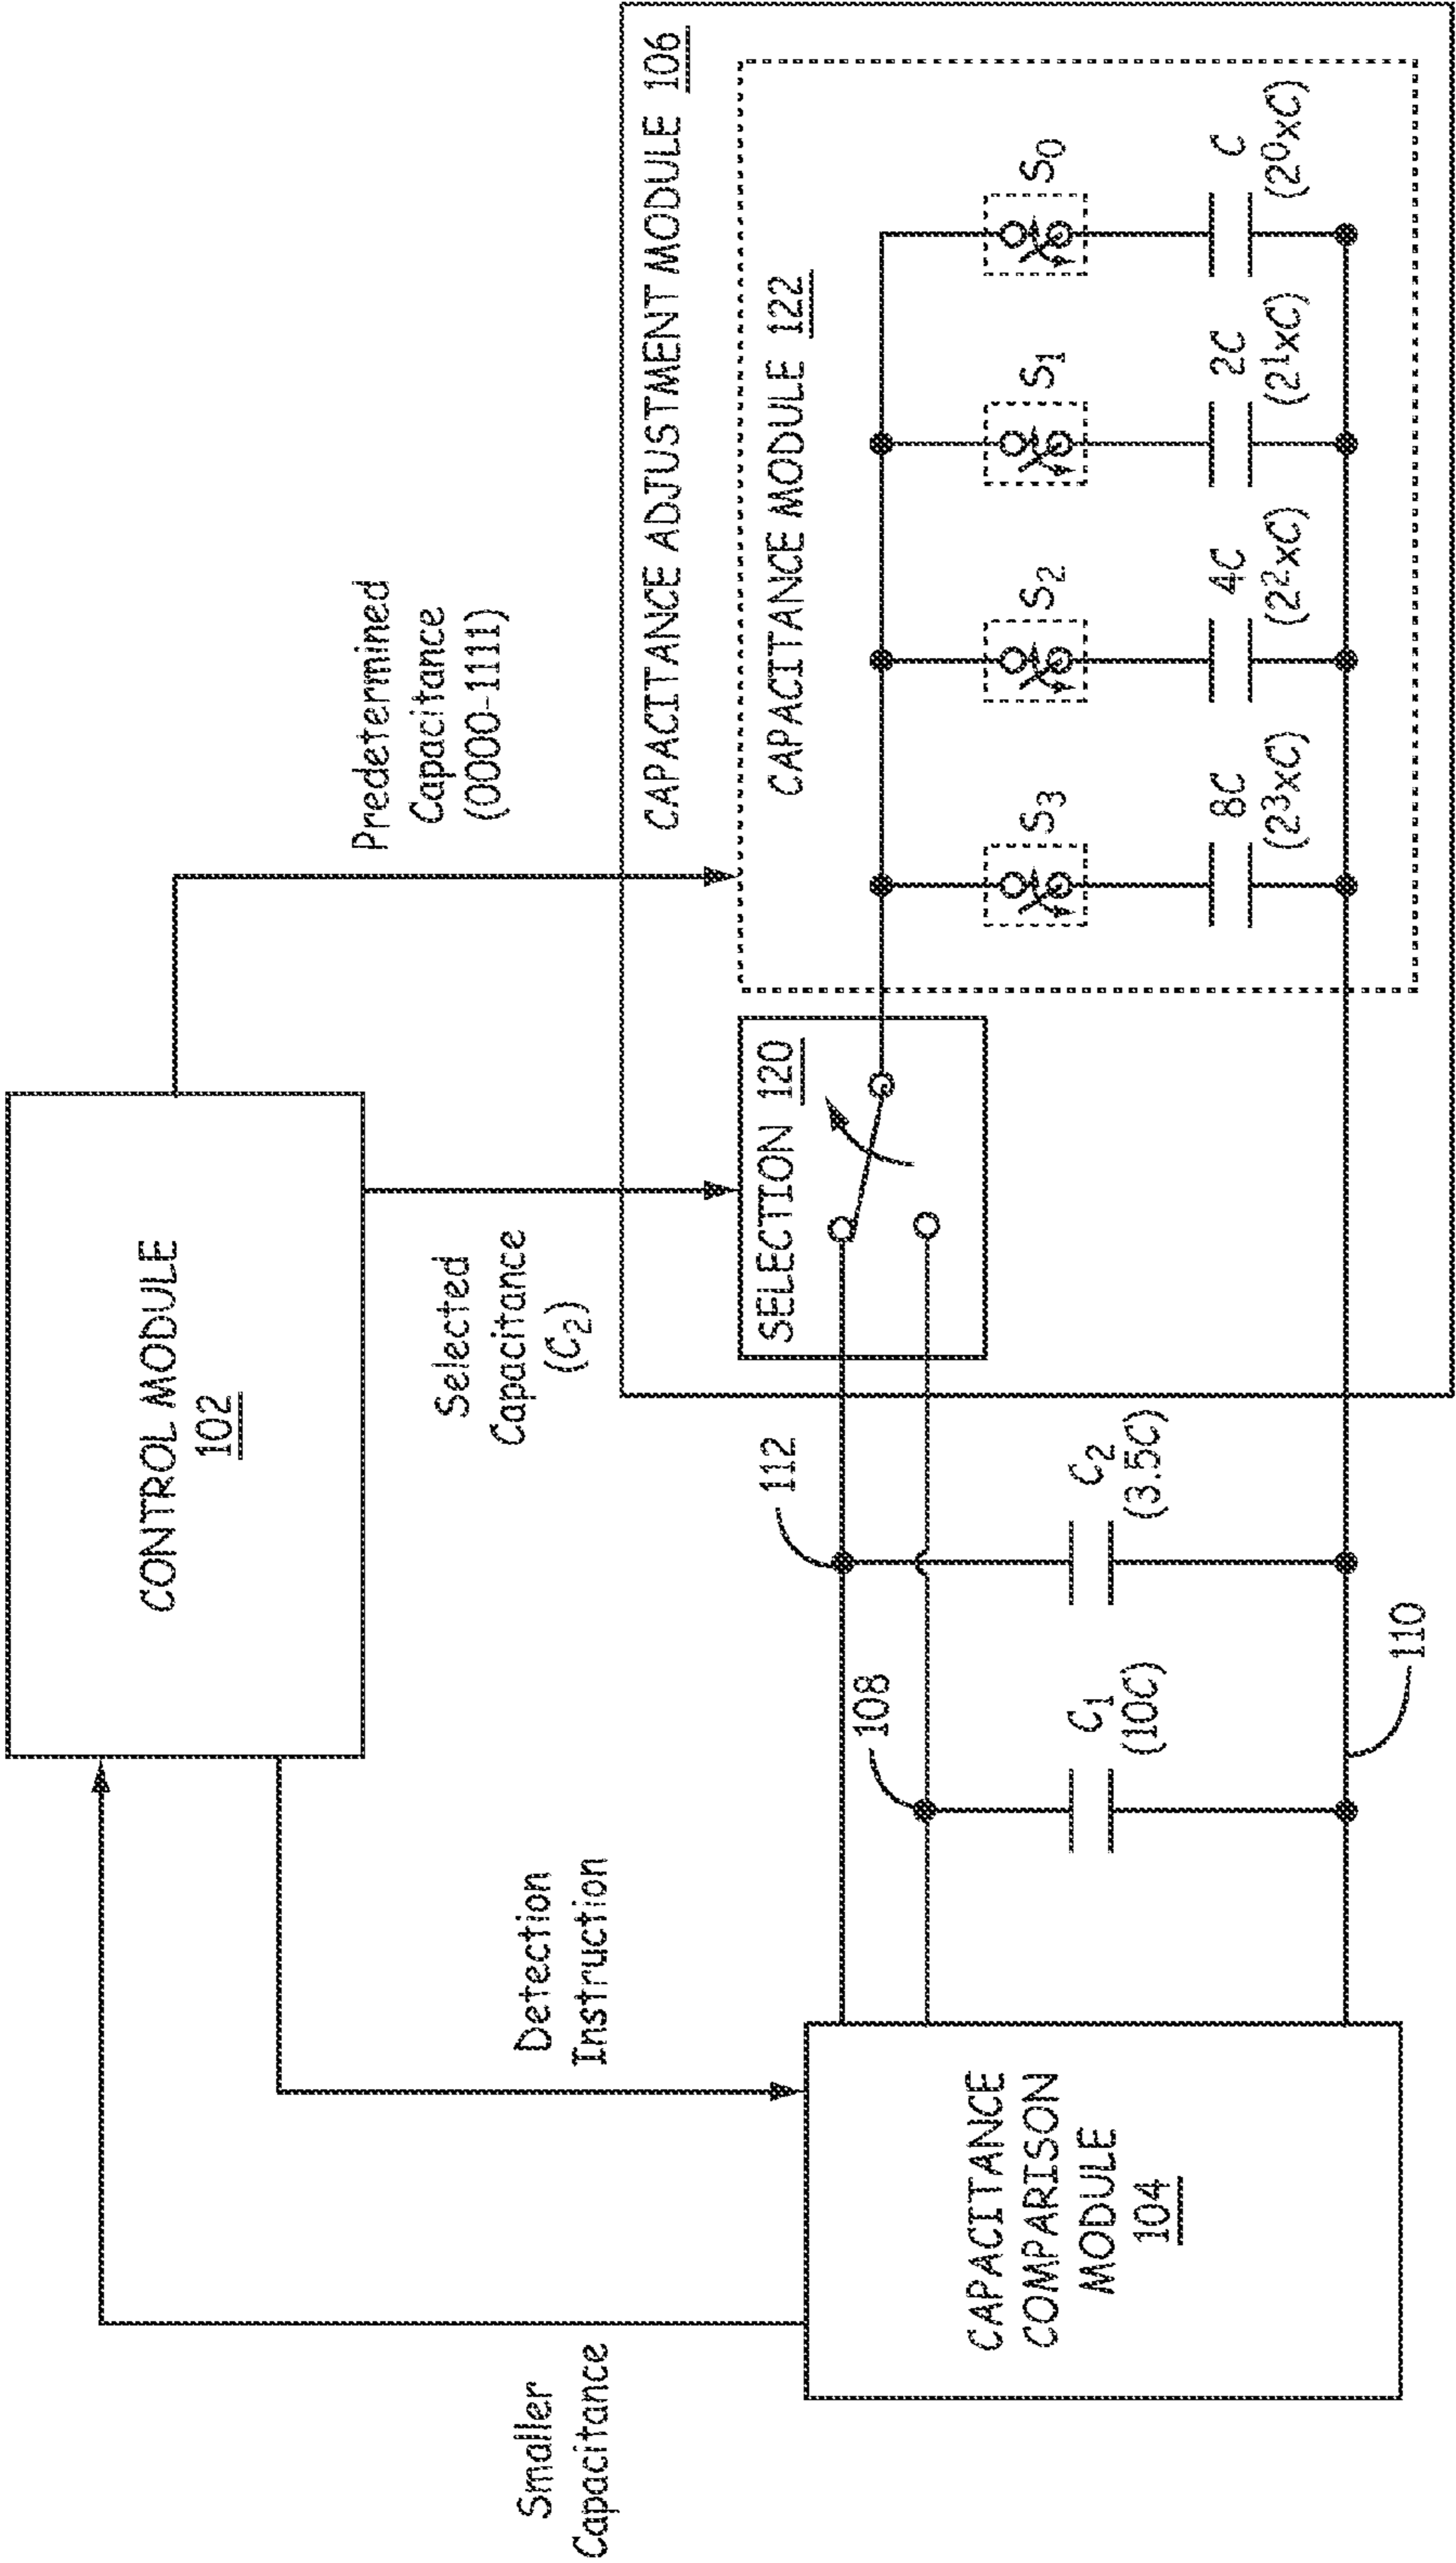 CONTROL MODULE
102
Smaller
Capacitance
Detection
Instruction
Selected
Capacitance
(C2)
Predetermined
Capacitance
(0000-1111)
CAPACITANCE ADJUSTMENT MODULE 106
SELECTION 120
CAPACITANCE MODULE 122
CAPACITANCE
COMPARISON
MODULE
104
108
112
110
C1
(10C)
C2
(3.5C)
S3
S2
S1
S0
8C
(2³xC)
4C
(2²xC)
2C
(2¹xC)
C
(2⁰xC)